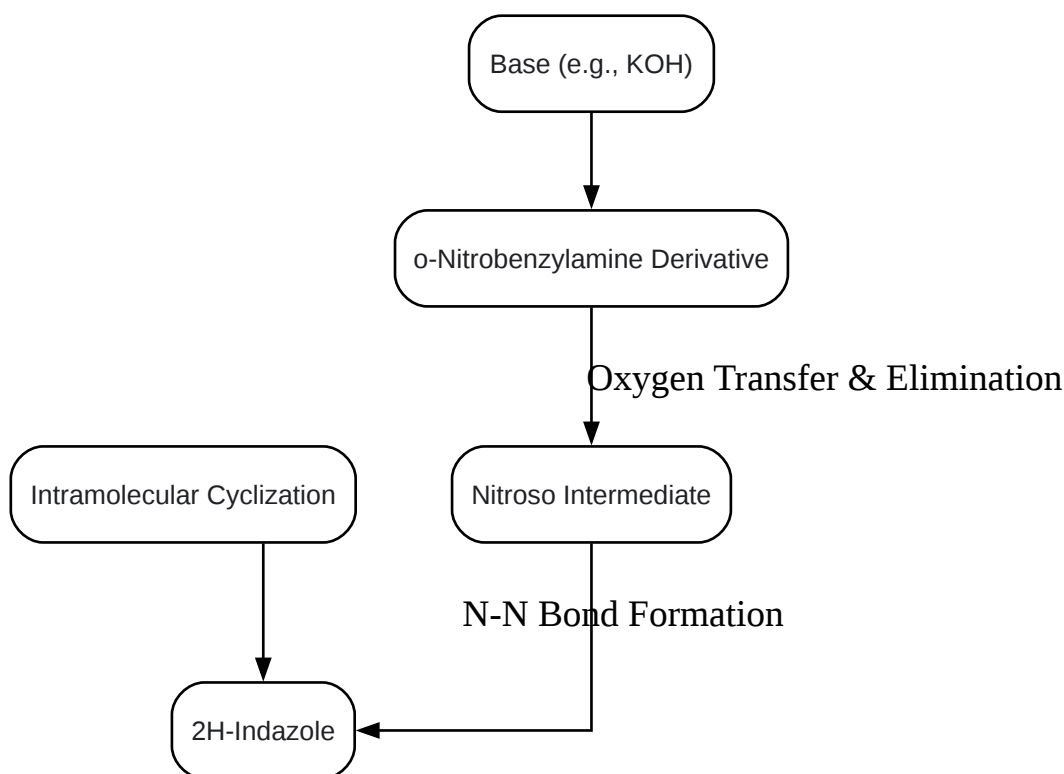 Base (e.g., KOH)
o-Nitrobenzylamine Derivative
Oxygen Transfer & Elimination
Intramolecular Cyclization
Nitroso Intermediate
N-N Bond Formation
2H-Indazole